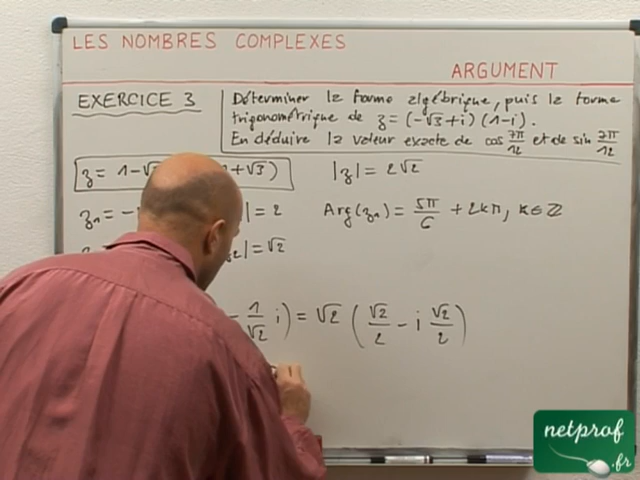 LES NOMBRES COMPLEXES
ARGUMENT
EXERCICE 3
Déterminer la forme algébrique, puis la forme
trigonométrique de z = (-√3+i)(1-i).
En déduire la valeur exacte de cos 7π/12 et de sin 7π/12
z = 1-√ +√3) |z| = 2√2
z₁ = - | = 2 Arg(z₁) = 5π/6 + 2kπ, k∈ℤ
| = √2
- 1/√2 i) = √2 (√2/2 - i √2/2)
netprof
.fr